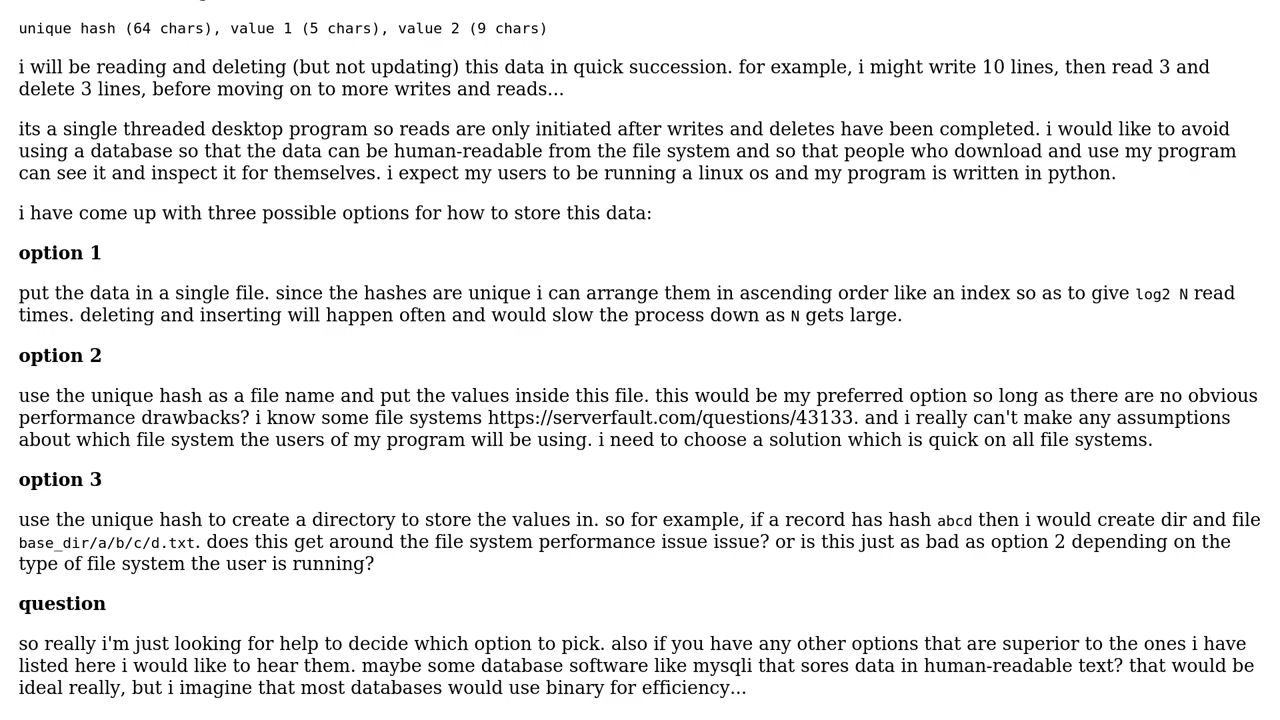 unique hash (64 chars), value 1 (5 chars), value 2 (9 chars)
i will be reading and deleting (but not updating) this data in quick succession. for example, i might write 10 lines, then read 3 and
delete 3 lines, before moving on to more writes and reads...
its a single threaded desktop program so reads are only initiated after writes and deletes have been completed. i would like to avoid
using a database so that the data can be human-readable from the file system and so that people who download and use my program
can see it and inspect it for themselves. i expect my users to be running a linux os and my program is written in python.
i have come up with three possible options for how to store this data:
option 1
put the data in a single file. since the hashes are unique i can arrange them in ascending order like an index so as to give log2 N read
times. deleting and inserting will happen often and would slow the process down as N gets large.
option 2
use the unique hash as a file name and put the values inside this file. this would be my preferred option so long as there are no obvious
performance drawbacks? i know some file systems https://serverfault.com/questions/43133. and i really can't make any assumptions
about which file system the users of my program will be using. i need to choose a solution which is quick on all file systems.
option 3
use the unique hash to create a directory to store the values in. so for example, if a record has hash abcd then i would create dir and file
base_dir/a/b/c/d.txt. does this get around the file system performance issue issue? or is this just as bad as option 2 depending on the
type of file system the user is running?
question
so really i'm just looking for help to decide which option to pick. also if you have any other options that are superior to the ones i have
listed here i would like to hear them. maybe some database software like mysqli that sores data in human-readable text? that would be
ideal really, but i imagine that most databases would use binary for efficiency...